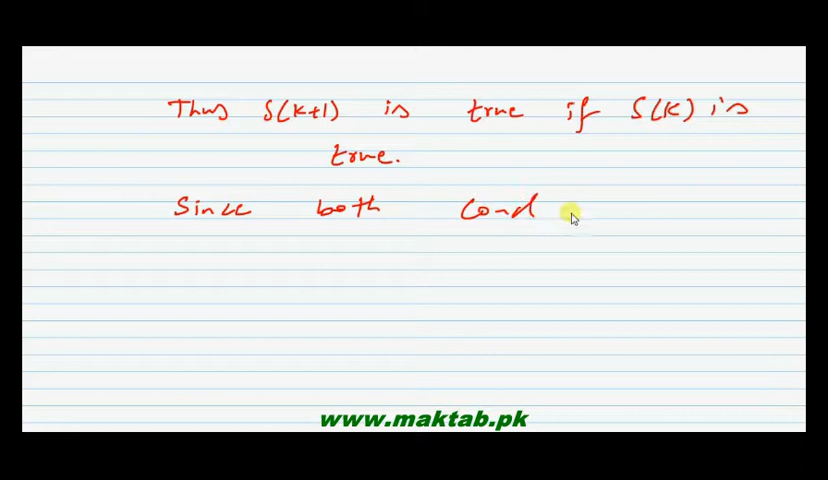 Thus S(k+1) is true if S(k) is
true.
Since both cond
www.maktab.pk